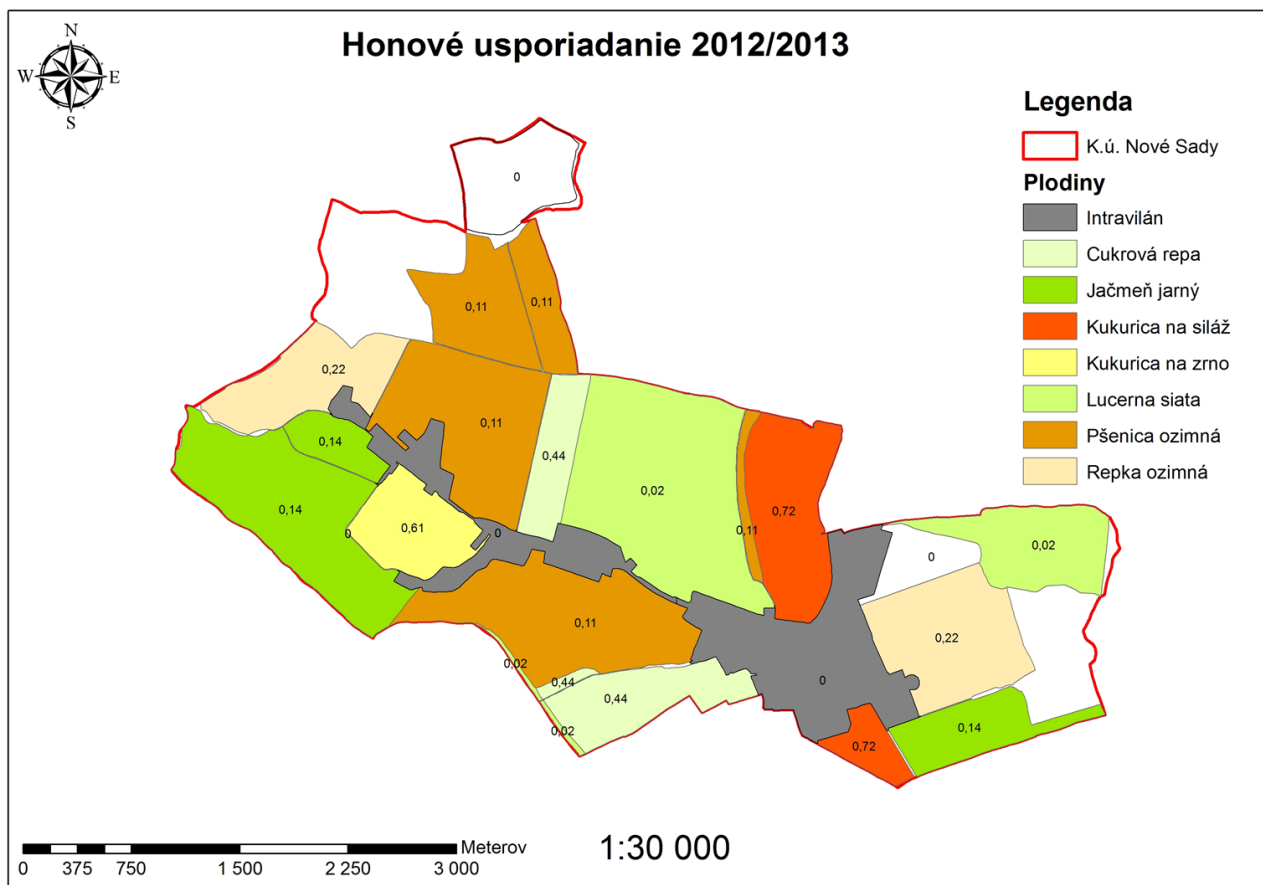 Honové usporiadanie 2012/2013
N
W E
S
Legenda
K.ú. Nové Sady
Plodiny
Intravilán
Cukrová repa
Jačmeň jarný
Kukurica na siláž
Kukurica na zrno
Lucerna siata
Pšenica ozimná
Repka ozimná
0
0,11
0,11
0,22
0,11
0,14
0,44
0,02
0,72
0,14
0,61
0
0
0,11
0
0,02
0,11
0,22
0,02
0,44
0,44
0
0,02
0,72
0,14
Meterov
0 375 750 1 500 2 250 3 000
1:30 000